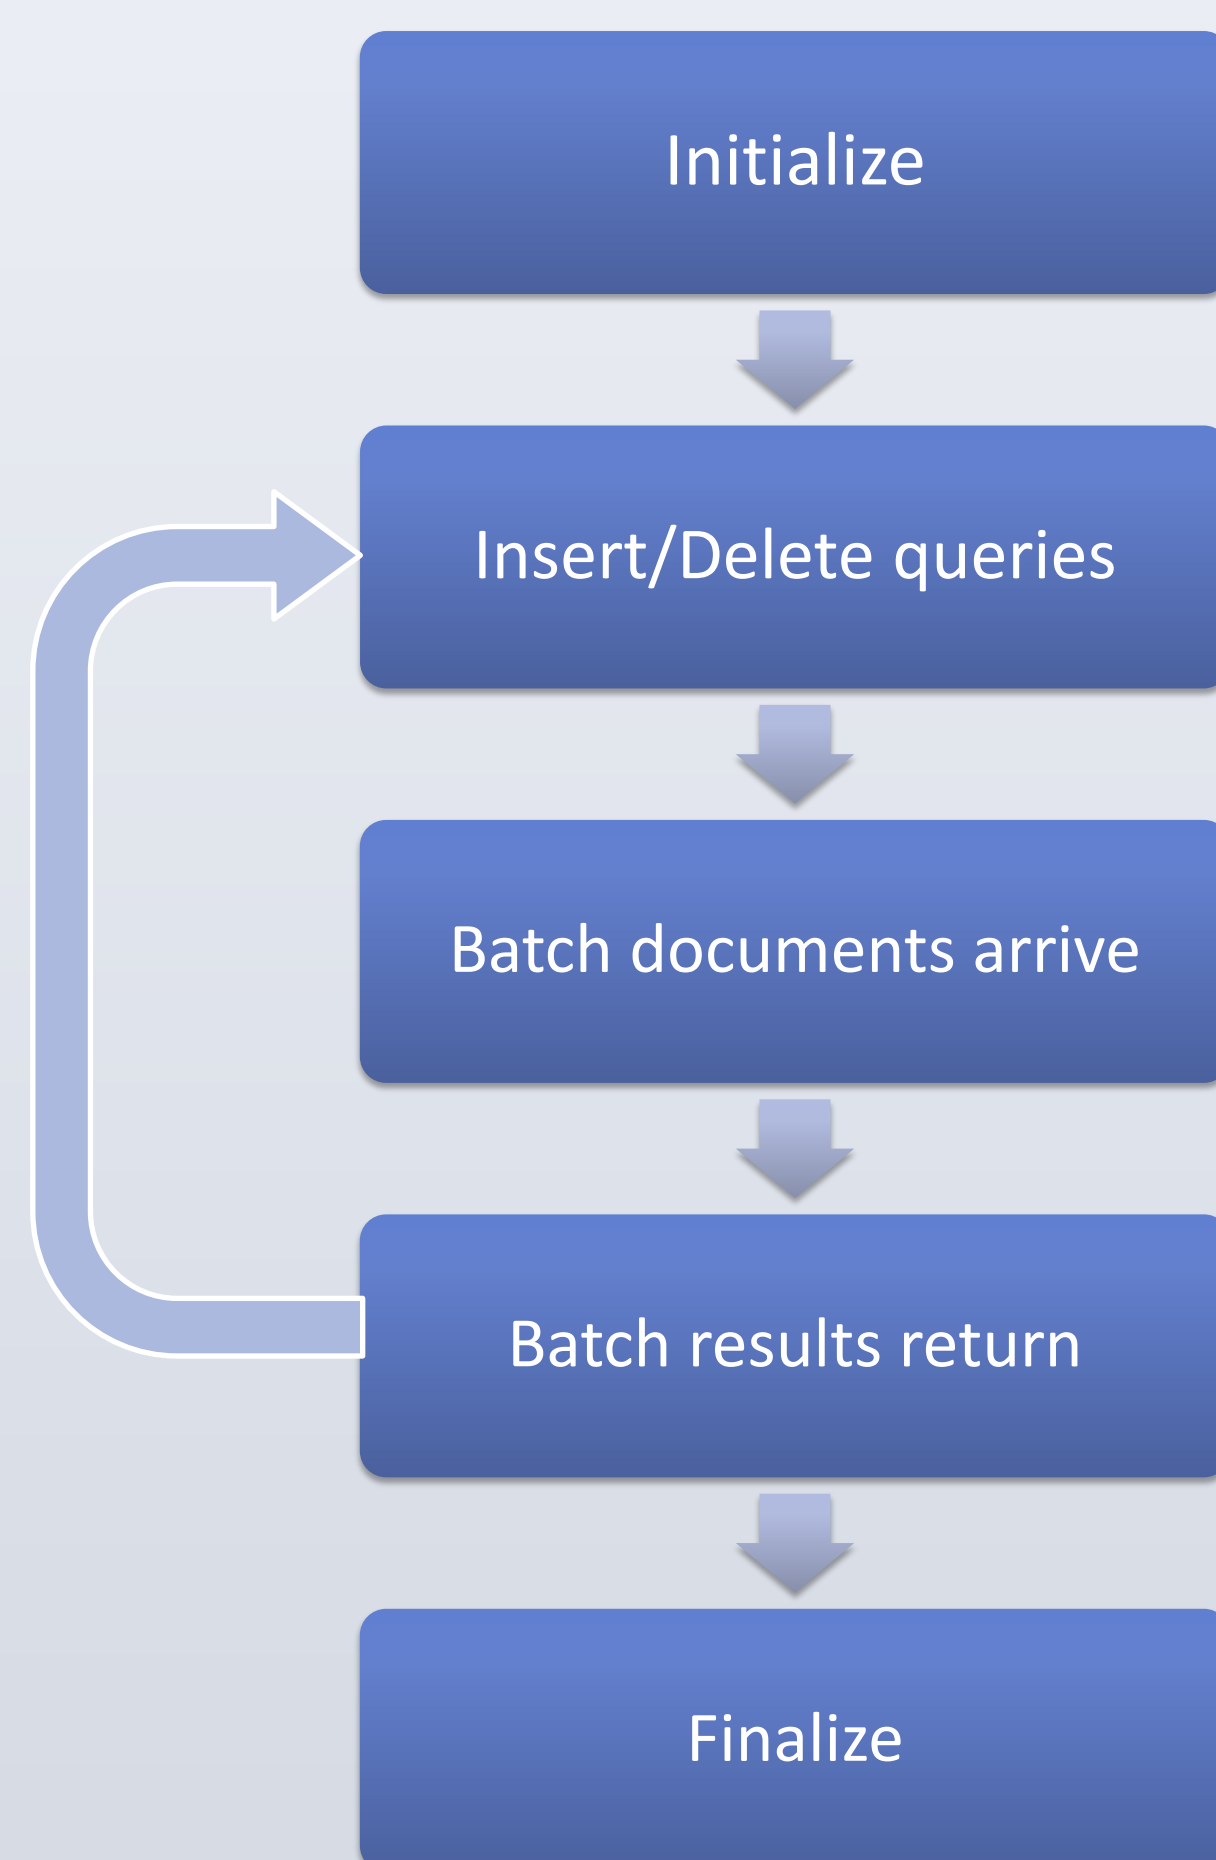 Initialize
Insert/Delete queries
Batch documents arrive
Batch results return
Finalize